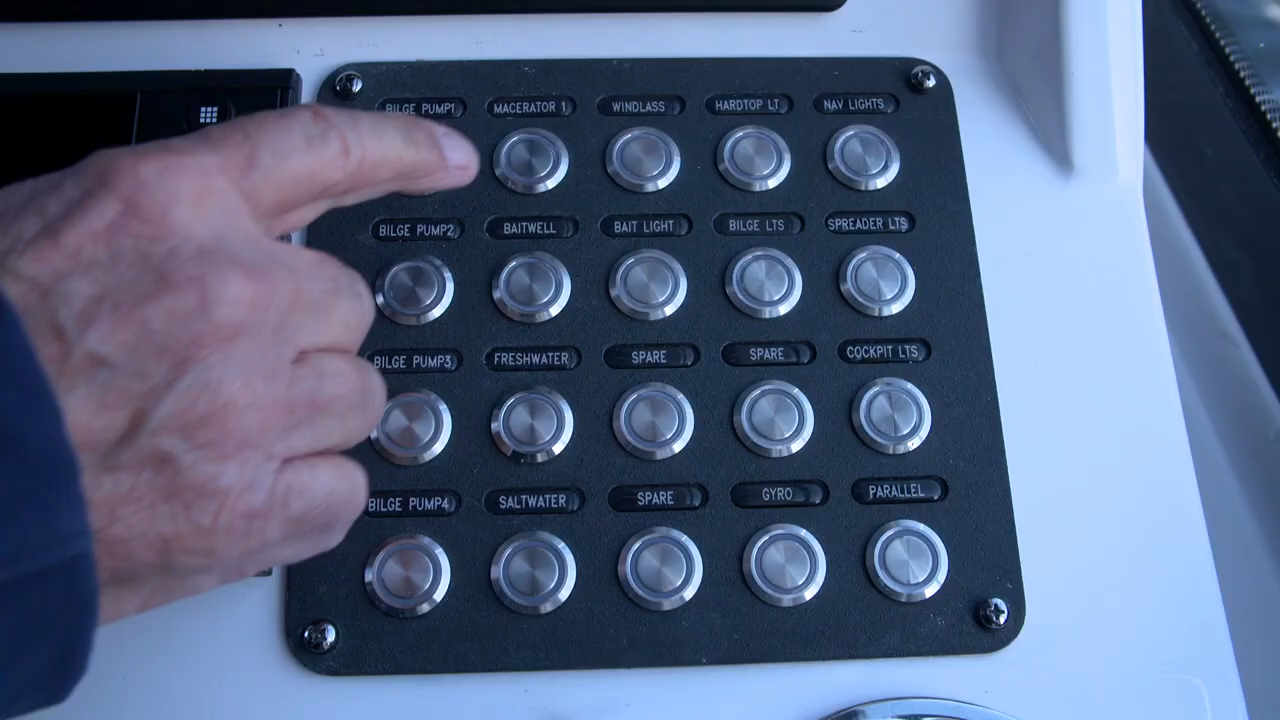 BILGE PUMP1 MACERATOR 1 WINDLASS HARDTOP LT NAV LIGHTS
BILGE PUMP2 BAITWELL BAIT LIGHT BILGE LTS SPREADER LTS
BILGE PUMP3 FRESHWATER SPARE SPARE COCKPIT LTS
BILGE PUMP4 SALTWATER SPARE GYRO PARALLEL